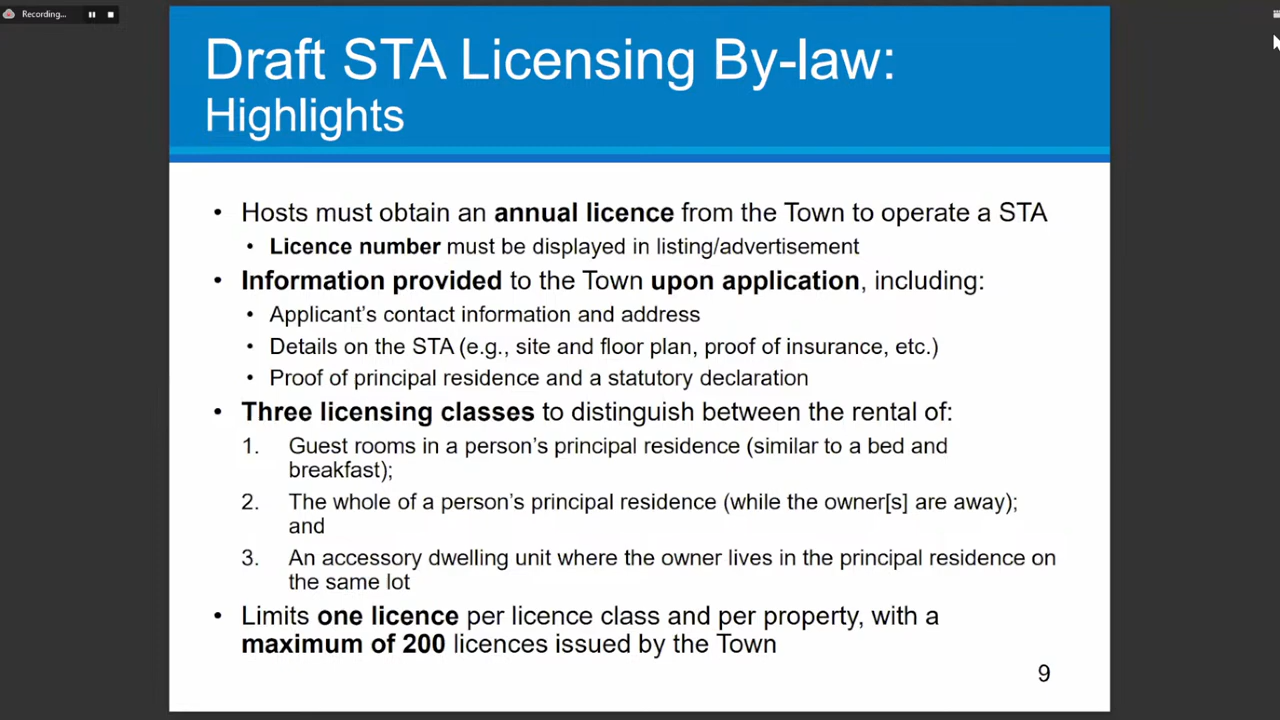 Recording...
Draft STA Licensing By-law:
Highlights
• Hosts must obtain an annual licence from the Town to operate a STA
• Licence number must be displayed in listing/advertisement
• Information provided to the Town upon application, including:
• Applicant's contact information and address
• Details on the STA (e.g., site and floor plan, proof of insurance, etc.)
• Proof of principal residence and a statutory declaration
• Three licensing classes to distinguish between the rental of:
1. Guest rooms in a person's principal residence (similar to a bed and
breakfast);
2. The whole of a person's principal residence (while the owner[s] are away);
and
3. An accessory dwelling unit where the owner lives in the principal residence on
the same lot
• Limits one licence per licence class and per property, with a
maximum of 200 licences issued by the Town
9